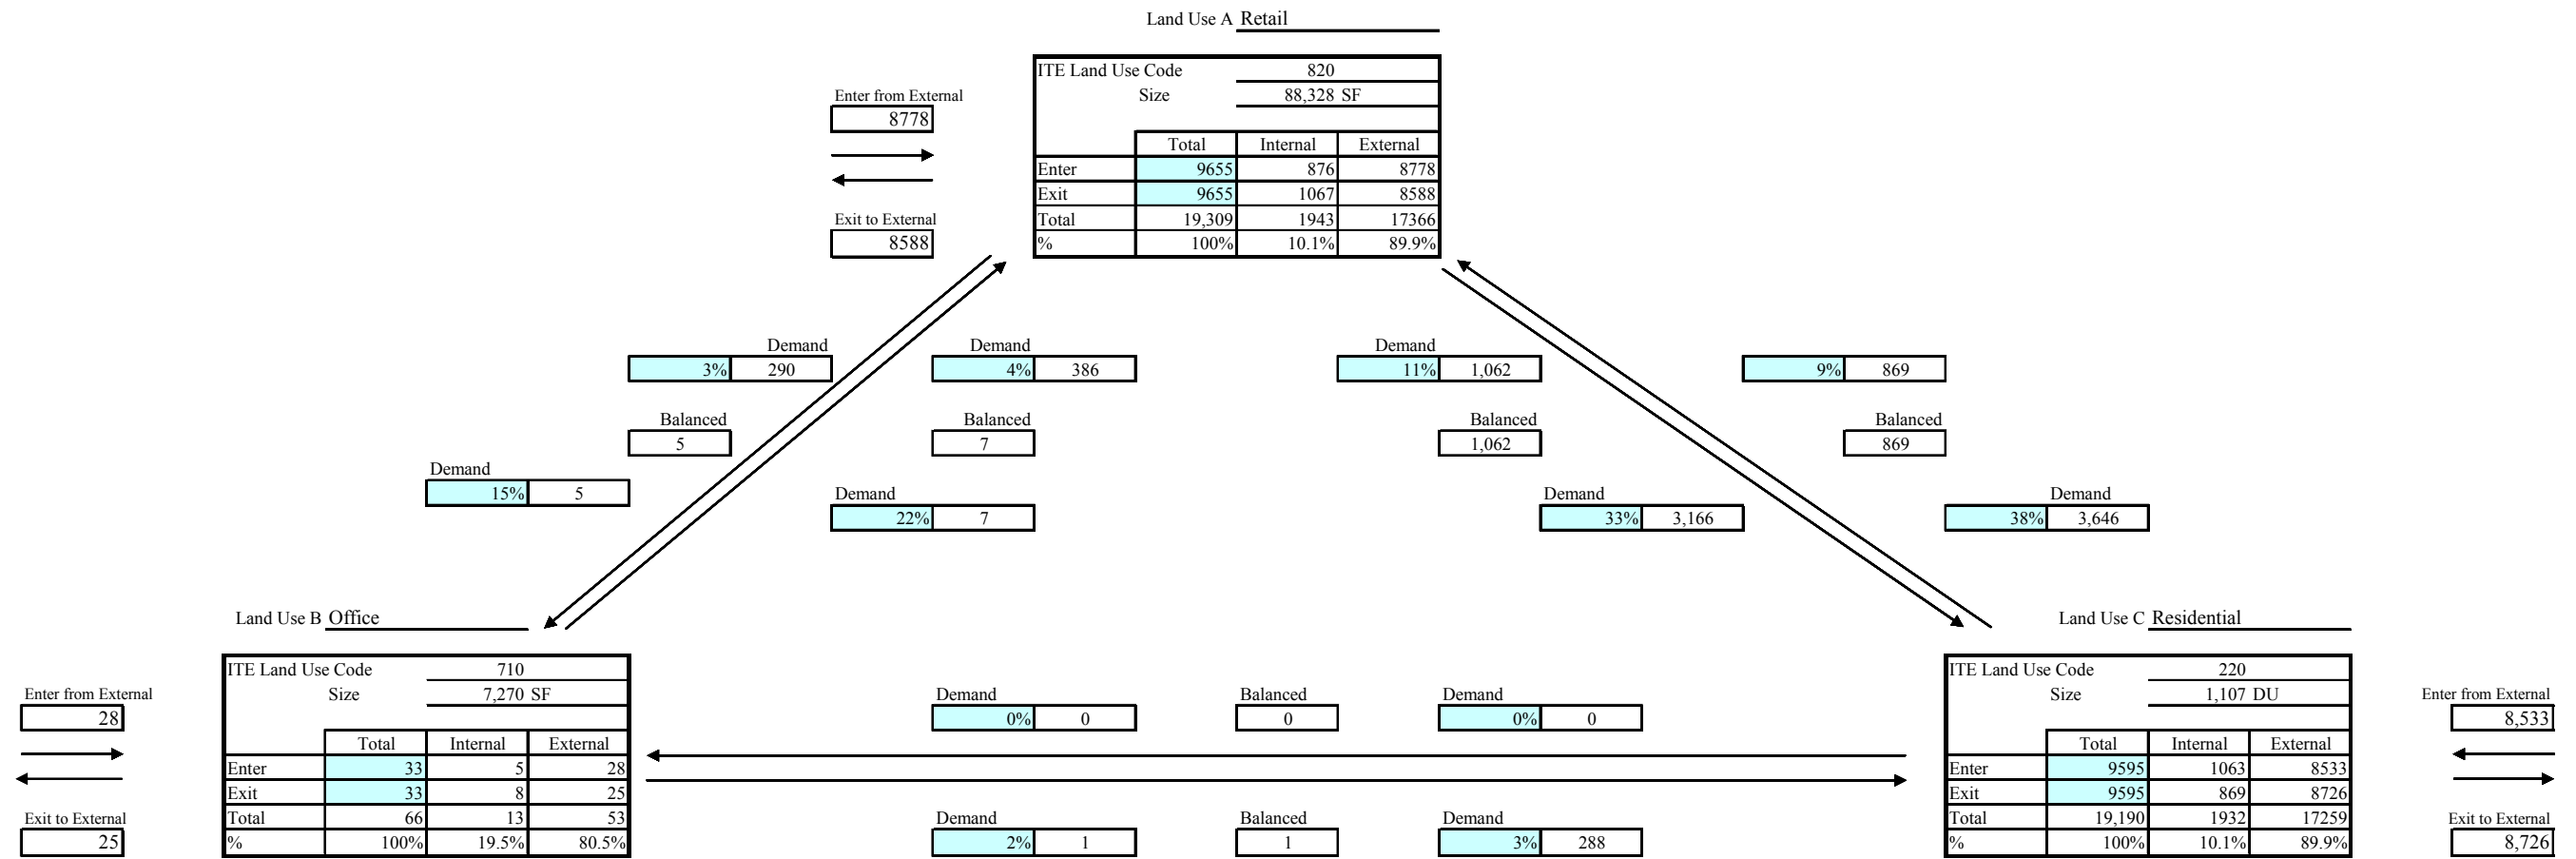 Land Use A Retail
ITE Land Use Code 820
Enter from External Size 88,328 SF
8778
Total Internal External
Enter 9655 876 8778
Exit 9655 1067 8588
Exit to External Total 19,309 1943 17366
8588 % 100% 10.1% 89.9%
Demand Demand Demand
3% 290 4% 386 11% 1,062 9% 869
Balanced Balanced Balanced Balanced
5 7 1,062 869
Demand
15% 5
Demand Demand Demand
22% 7 33% 3,166 38% 3,646
Land Use B Office Land Use C Residential
ITE Land Use Code 710 ITE Land Use Code 220
Enter from External Size 7,270 SF Demand Balanced Demand Size 1,107 DU Enter from External
28 0% 0 0 0% 0 8,533
Total Internal External Total Internal External
Enter 33 5 28 Enter 9595 1063 8533
Exit 33 8 25 Exit 9595 869 8726
Exit to External Total 66 13 53 Demand Balanced Demand Total 19,190 1932 17259 Exit to External
25 % 100% 19.5% 80.5% 2% 1 1 3% 288 % 100% 10.1% 89.9% 8,726